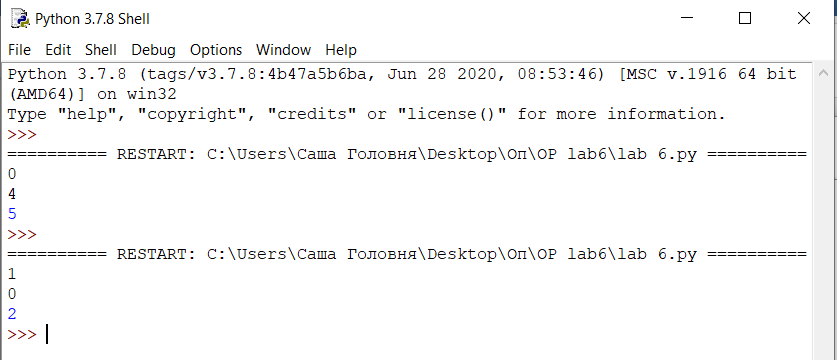 Python 3.7.8 Shell
File Edit Shell Debug Options Window Help
Python 3.7.8 (tags/v3.7.8:4b47a5b6ba, Jun 28 2020, 08:53:46) [MSC v.1916 64 bit
(AMD64)] on win32
Type "help", "copyright", "credits" or "license()" for more information.
>>>
========== RESTART: C:\Users\Саша Головня\Desktop\Оп\OP lab6\lab 6.py ==========
0
4
5
>>>
========== RESTART: C:\Users\Саша Головня\Desktop\Оп\OP lab6\lab 6.py ==========
1
0
2
>>>